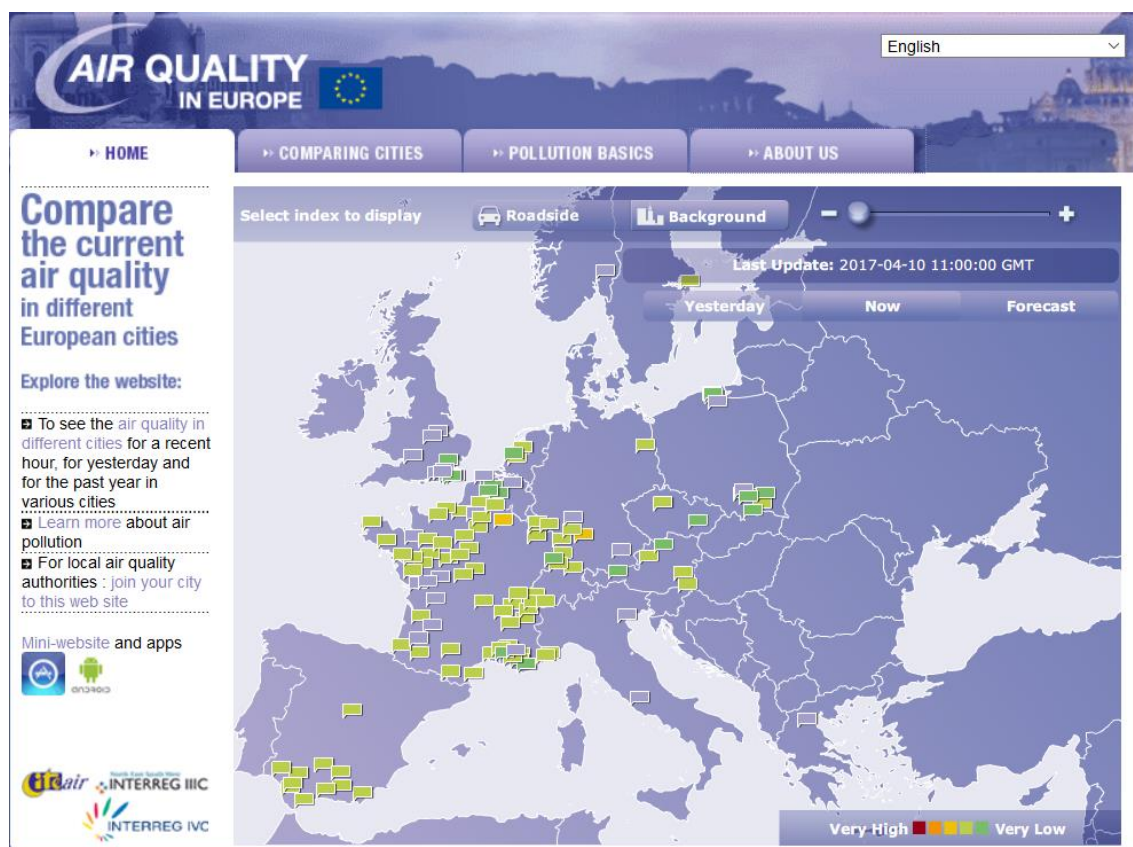 AIR QUALITY
IN EUROPE
English
HOME
COMPARING CITIES
POLLUTION BASICS
ABOUT US
Compare
the current
air quality
in different
European cities
Explore the website:
To see the air quality in
different cities for a recent
hour, for yesterday and
for the past year in
various cities
Learn more about air
pollution
For local air quality
authorities : join your city
to this web site
Mini-website and apps
ANDROID
air
INTERREG IIIC
INTERREG IVC
Select index to display
Roadside
Background
Last Update: 2017-04-10 11:00:00 GMT
Yesterday
Now
Forecast
Very High
Very Low